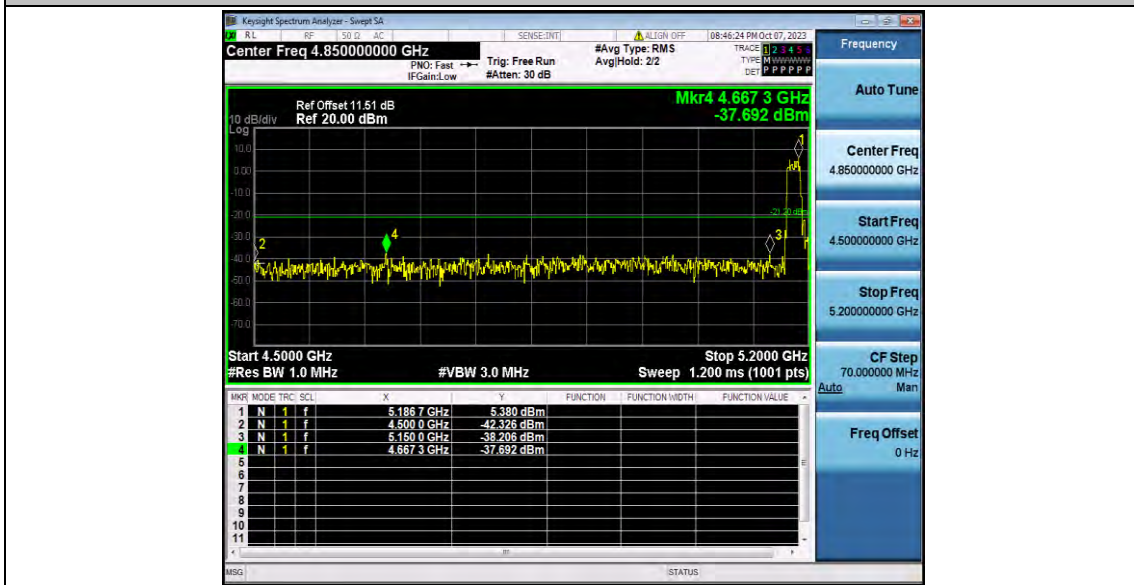 Keysight Spectrum Analyzer - Swept SA
RL RF 50 Ω AC SENSE:INT ALIGN OFF 08:46:24 PM Oct 07, 2023
Center Freq 4.850000000 GHz
PNO: Fast
IFGain:Low
Trig: Free Run
#Atten: 30 dB
#Avg Type: RMS
Avg|Hold: 2/2
TRACE 1 2 3 4 5 6
TYPE M WWWWW
DET P P P P P P
Frequency
Auto Tune
Center Freq
4.850000000 GHz
Start Freq
4.500000000 GHz
Stop Freq
5.200000000 GHz
CF Step
70.000000 MHz
Auto Man
Freq Offset
0 Hz
Mkr4 4.667 3 GHz
-37.692 dBm
Ref Offset 11.51 dB
10 dB/div Ref 20.00 dBm
Log
10.0
0.00
-10.0
-20.0
-30.0
-40.0
-50.0
-60.0
-70.0
1
-21.20 dBm
2
4
3
Start 4.5000 GHz Stop 5.2000 GHz
#Res BW 1.0 MHz #VBW 3.0 MHz Sweep 1.200 ms (1001 pts)
MKR MODE TRC SCL X Y FUNCTION FUNCTION WIDTH FUNCTION VALUE
1 N 1 f 5.186 7 GHz 5.380 dBm
2 N 1 f 4.500 0 GHz -42.326 dBm
3 N 1 f 5.150 0 GHz -38.206 dBm
4 N 1 f 4.667 3 GHz -37.692 dBm
5
6
7
8
9
10
11
MSG STATUS